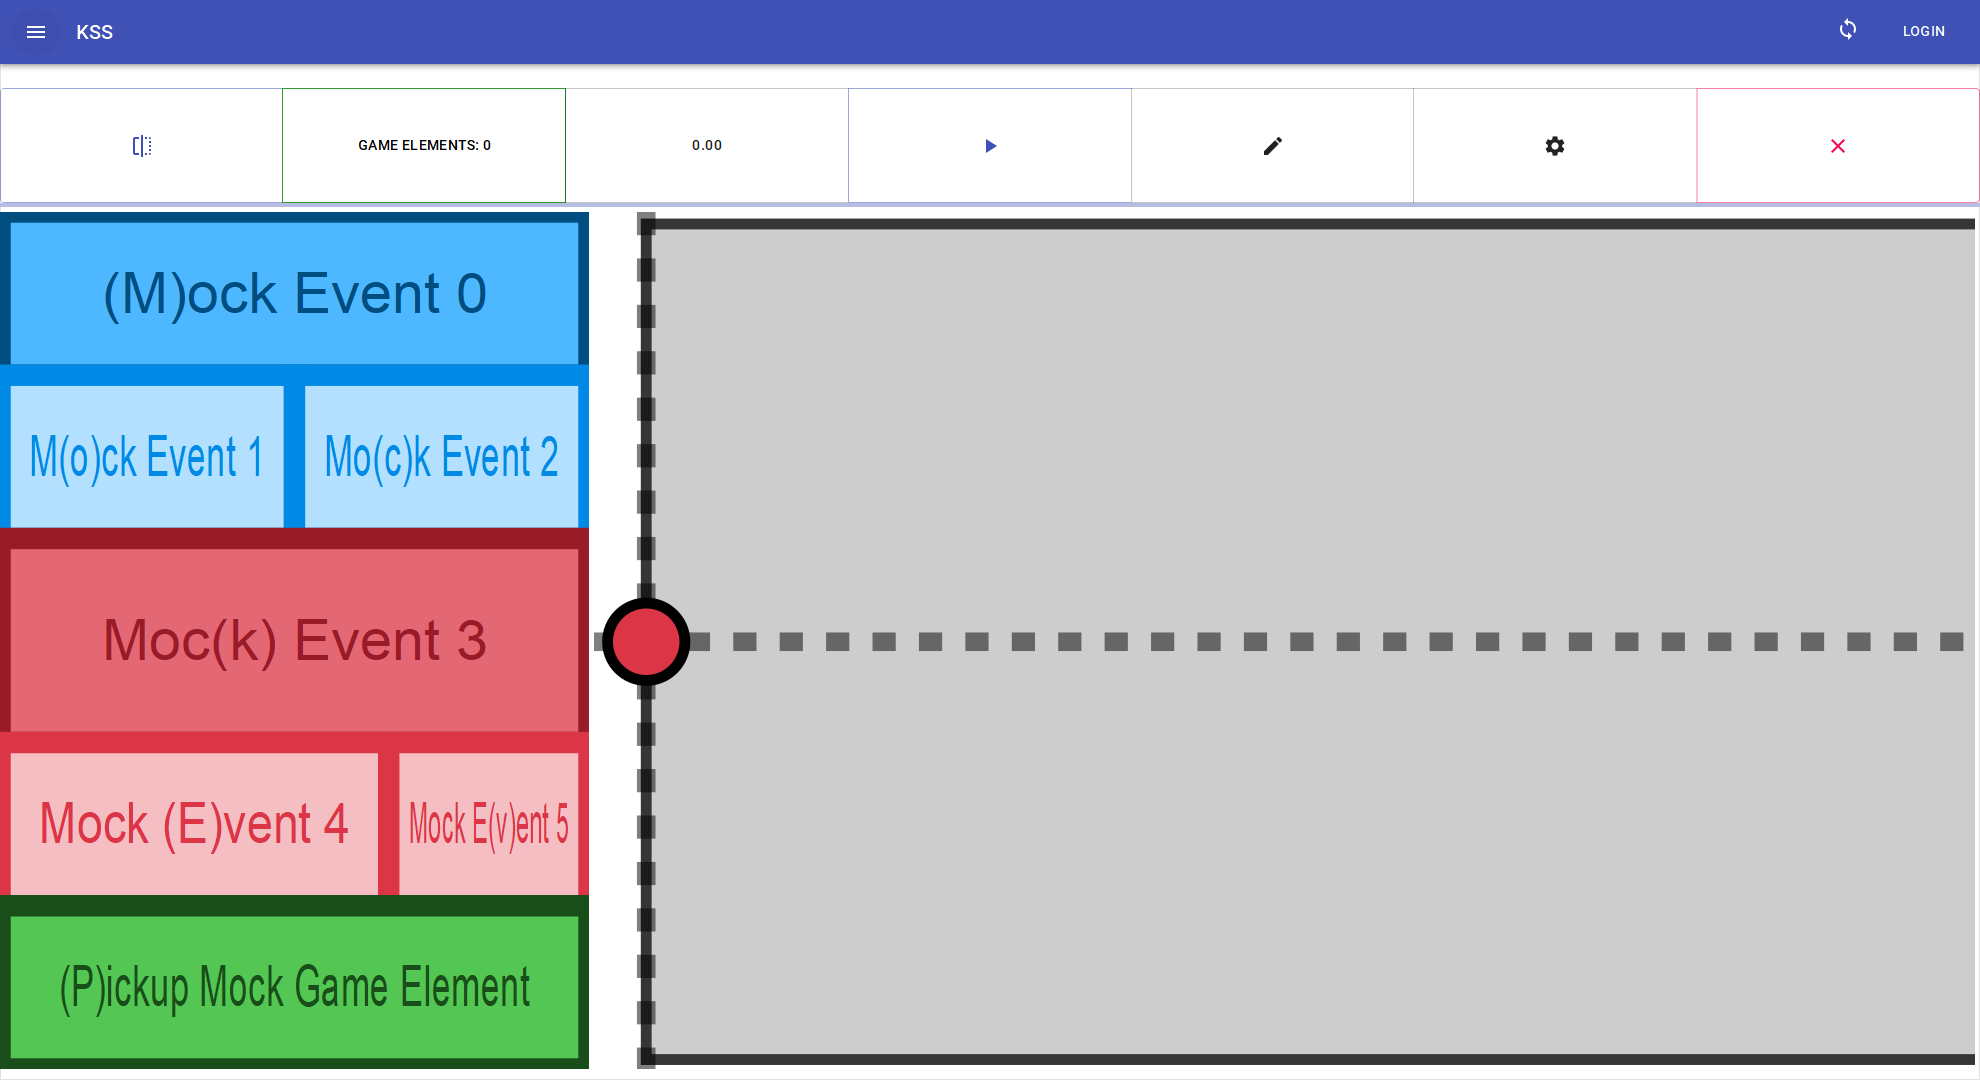 KSS
LOGIN
GAME ELEMENTS: 0
0.00
(M)ock Event 0
M(o)ck Event 1
Mo(c)k Event 2
Moc(k) Event 3
Mock (E)vent 4
Mock E(v)ent 5
(P)ickup Mock Game Element